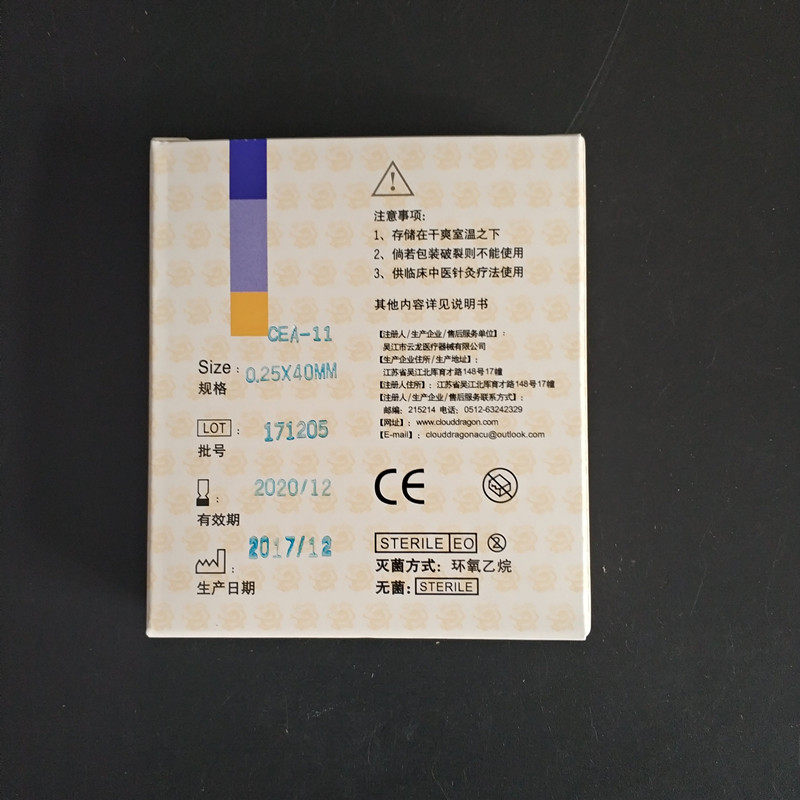 注意事项:
1、存储在干爽室温之下
2、倘若包装破裂则不能使用
3、供临床中医针灸疗法使用
其他内容详见说明书
【注册人/生产企业/售后服务单位】:
吴江市云龙医疗器械有限公司
【生产企业住所/生产地址】:
江苏省吴江北厍育才路148号17幢
【注册人住所】: 江苏省吴江北厍育才路148号17幢
【注册人/生产企业/售后服务联系方式】:
邮编: 215214 电话: 0512-63242329
【网址】: www.clouddragon.com
【E-mail】: clouddragonacu@outlook.com
CE
STERILE EO
灭菌方式: 环氧乙烷
无菌: STERILE
CEA-11
Size : 0.25X40MM
规格
LOT : 171205
批号
: 2020/12
有效期
: 2017/12
生产日期